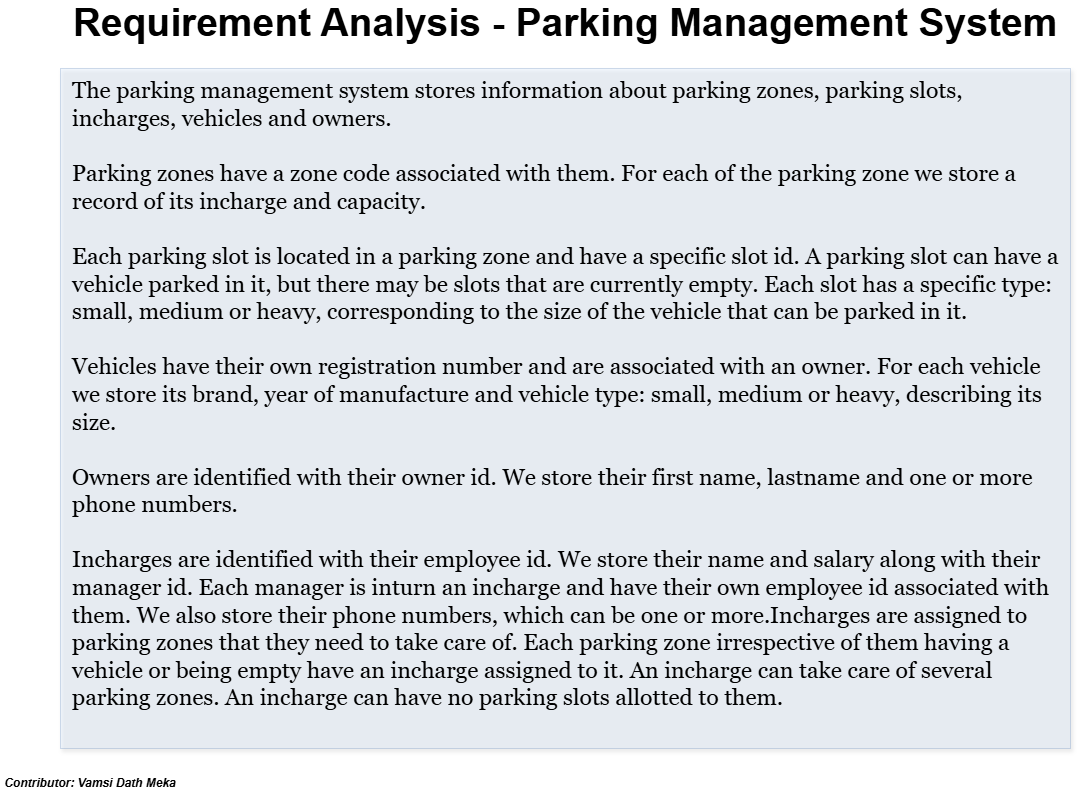 Requirement Analysis - Parking Management System
The parking management system stores information about parking zones, parking slots,
incharges, vehicles and owners.
Parking zones have a zone code associated with them. For each of the parking zone we store a
record of its incharge and capacity.
Each parking slot is located in a parking zone and have a specific slot id. A parking slot can have a
vehicle parked in it, but there may be slots that are currently empty. Each slot has a specific type:
small, medium or heavy, corresponding to the size of the vehicle that can be parked in it.
Vehicles have their own registration number and are associated with an owner. For each vehicle
we store its brand, year of manufacture and vehicle type: small, medium or heavy, describing its
size.
Owners are identified with their owner id. We store their first name, lastname and one or more
phone numbers.
Incharges are identified with their employee id. We store their name and salary along with their
manager id. Each manager is inturn an incharge and have their own employee id associated with
them. We also store their phone numbers, which can be one or more.Incharges are assigned to
parking zones that they need to take care of. Each parking zone irrespective of them having a
vehicle or being empty have an incharge assigned to it. An incharge can take care of several
parking zones. An incharge can have no parking slots allotted to them.
Contributor: Vamsi Dath Meka